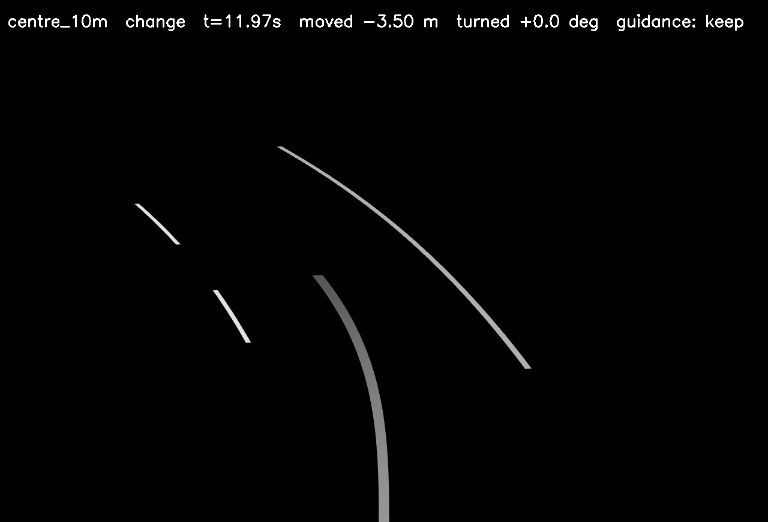 centre_10m change t=11.97s moved −3.50 m turned +0.0 deg guidance: keep